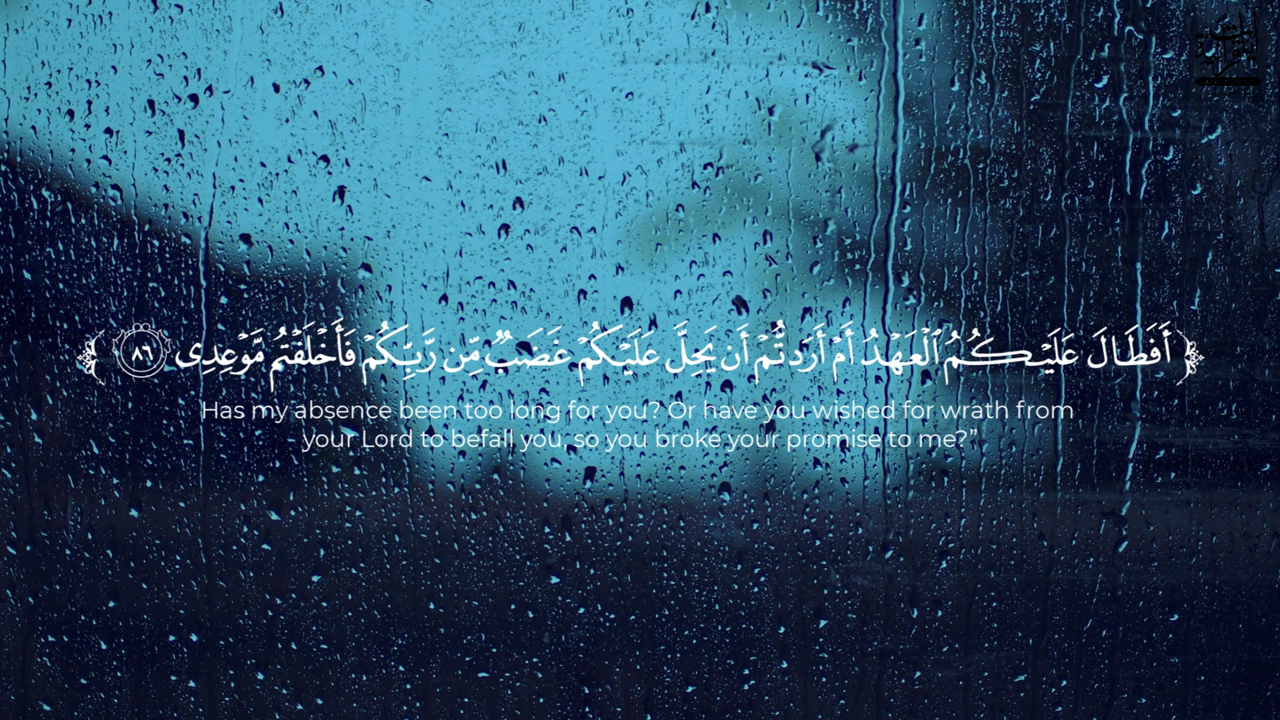 ﴿ أَفَطَالَ عَلَيْكُمُ ٱلْعَهْدُ أَمْ أَرَدتُّمْ أَن يَحِلَّ عَلَيْكُمْ غَضَبٌ مِّن رَّبِّكُمْ فَأَخْلَفْتُم مَّوْعِدِى ٨٦ ﴾
Has my absence been too long for you? Or have you wished for wrath from
your Lord to befall you, so you broke your promise to me?”